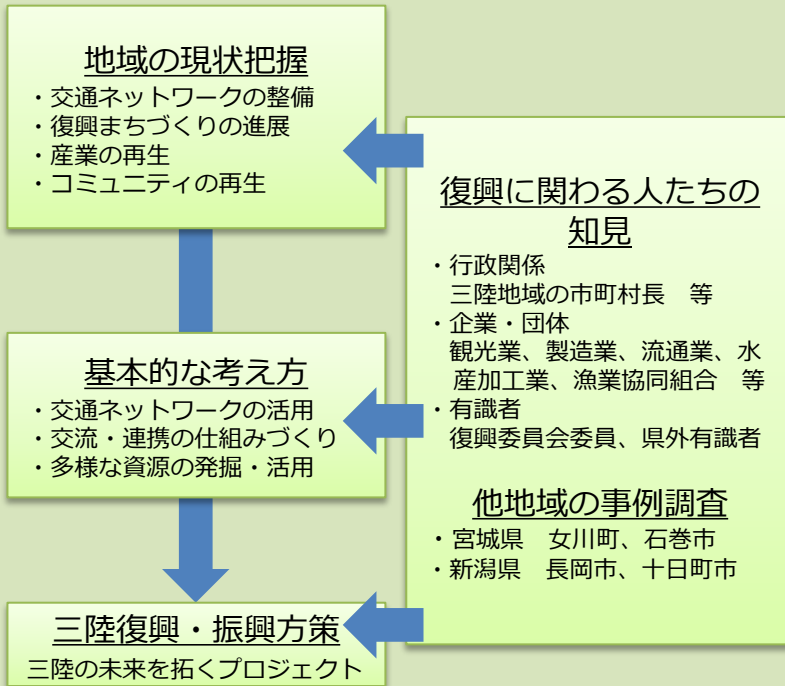 地域の現状把握
・交通ネットワークの整備
・復興まちづくりの進展
・産業の再生
・コミュニティの再生
基本的な考え方
・交通ネットワークの活用
・交流・連携の仕組みづくり
・多様な資源の発掘・活用
三陸復興・振興方策
三陸の未来を拓くプロジェクト
復興に関わる人たちの
知見
・行政関係
三陸地域の市町村長　等
・企業・団体
観光業、製造業、流通業、水
産加工業、漁業協同組合　等
・有識者
復興委員会委員、県外有識者
他地域の事例調査
・宮城県　女川町、石巻市
・新潟県　長岡市、十日町市